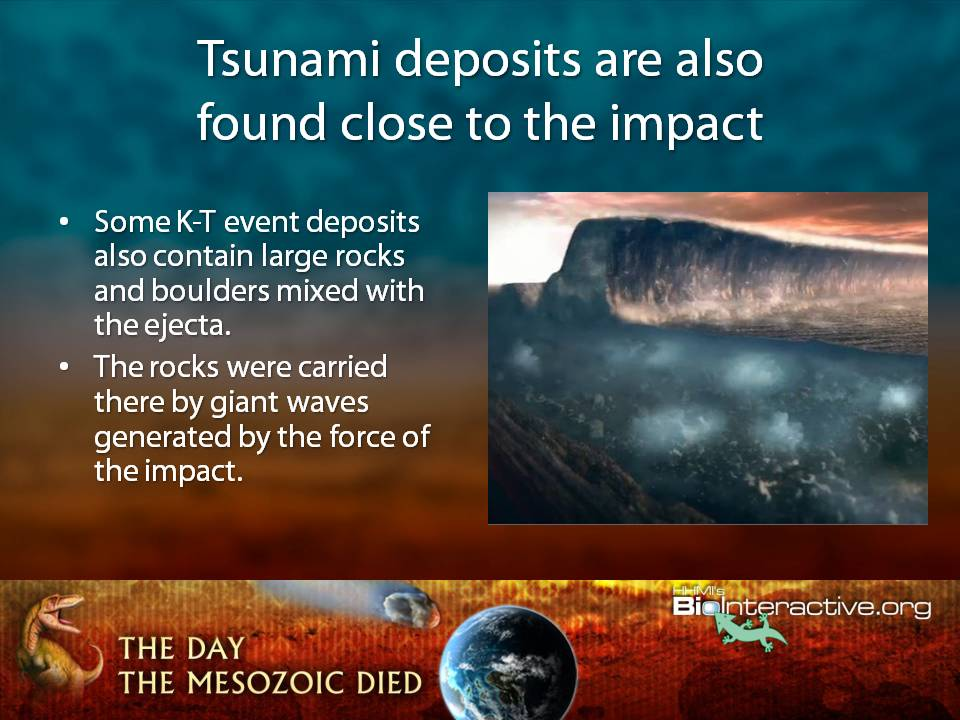 Tsunami deposits are also
found close to the impact
• Some K-T event deposits
also contain large rocks
and boulders mixed with
the ejecta.
• The rocks were carried
there by giant waves
generated by the force of
the impact.
THE DAY
THE MESOZOIC DIED
HHMI's
BioInteractive.org